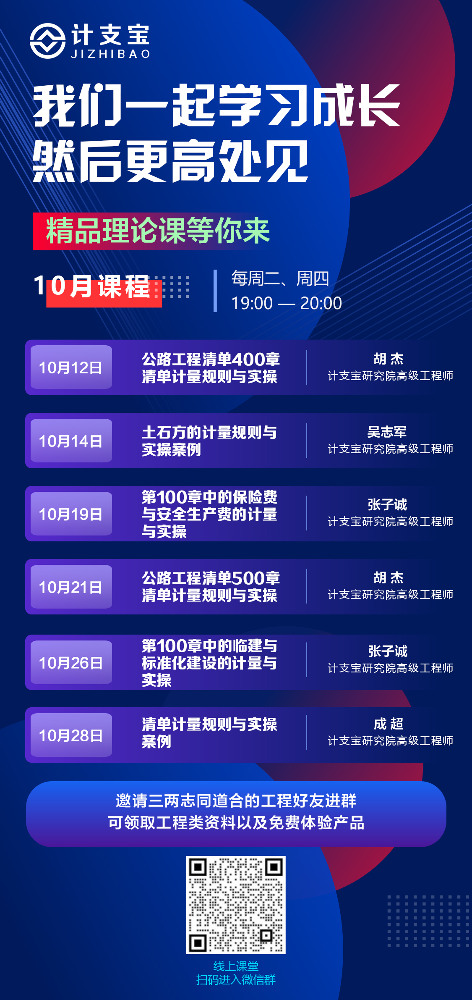 计支宝
JIZHIBAO
我们一起学习成长
然后更高处见
精品理论课等你来
10月课程
每周二、周四
19:00 — 20:00
10月12日
公路工程清单400章
清单计量规则与实操
胡 杰
计支宝研究院高级工程师
10月14日
土石方的计量规则与
实操案例
吴志军
计支宝研究院高级工程师
10月19日
第100章中的保险费
与安全生产费的计量
与实操
张子诚
计支宝研究院高级工程师
10月21日
公路工程清单500章
清单计量规则与实操
胡 杰
计支宝研究院高级工程师
10月26日
第100章中的临建与
标准化建设的计量与
实操
张子诚
计支宝研究院高级工程师
10月28日
清单计量规则与实操
案例
成 超
计支宝研究院高级工程师
邀请三两志同道合的工程好友进群
可领取工程类资料以及免费体验产品
线上课堂
扫码进入微信群